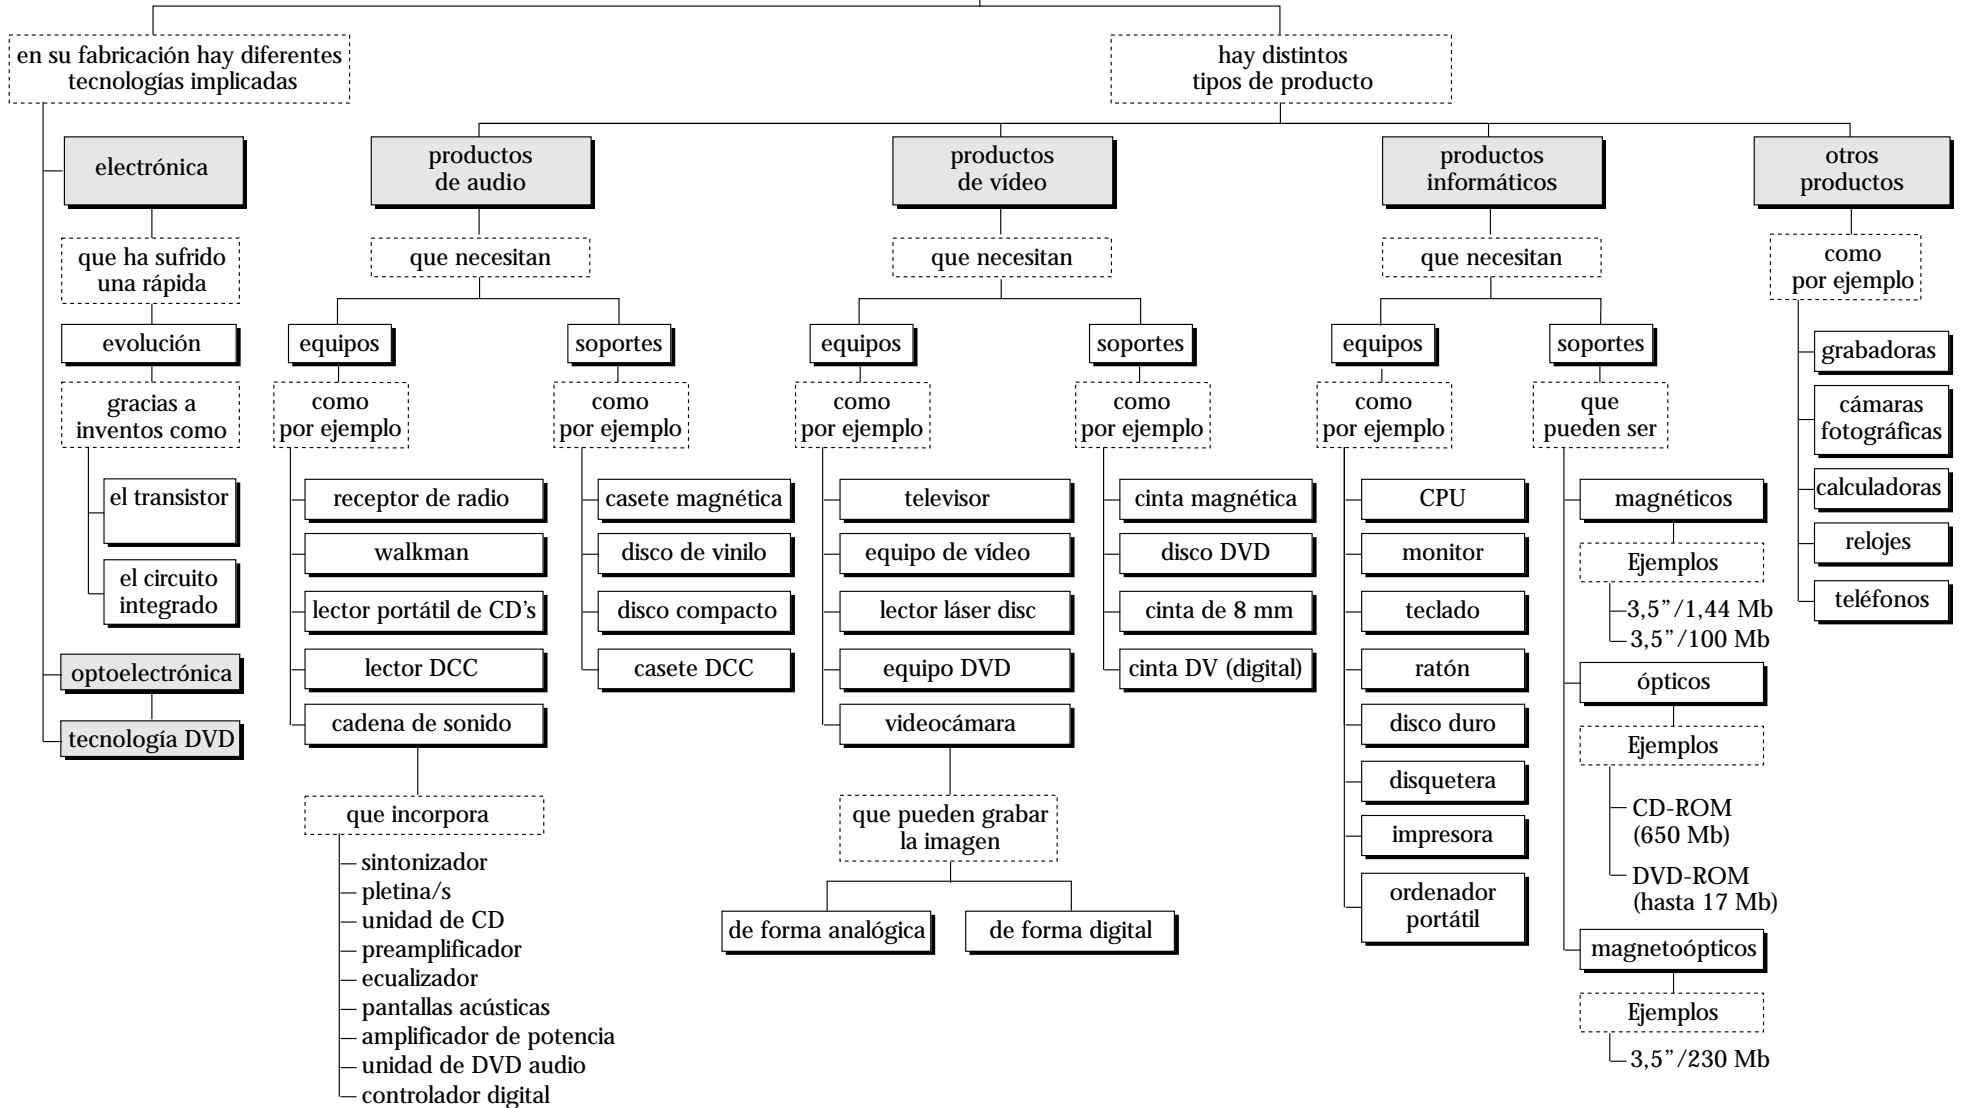 en su fabricación hay diferentes
tecnologías implicadas
hay distintos
tipos de producto
electrónica
que ha sufrido
una rápida
evolución
gracias a
inventos como
el transistor
el circuito
integrado
optoelectrónica
tecnología DVD
productos
de audio
que necesitan
equipos
como
por ejemplo
receptor de radio
walkman
lector portátil de CD’s
lector DCC
cadena de sonido
que incorpora
sintonizador
pletina/s
unidad de CD
preamplificador
ecualizador
pantallas acústicas
amplificador de potencia
unidad de DVD audio
controlador digital
soportes
como
por ejemplo
casete magnética
disco de vinilo
disco compacto
casete DCC
productos
de vídeo
que necesitan
equipos
como
por ejemplo
televisor
equipo de vídeo
lector láser disc
equipo DVD
videocámara
que pueden grabar
la imagen
de forma analógica
de forma digital
soportes
como
por ejemplo
cinta magnética
disco DVD
cinta de 8 mm
cinta DV (digital)
productos
informáticos
que necesitan
equipos
como
por ejemplo
CPU
monitor
teclado
ratón
disco duro
disquetera
impresora
ordenador
portátil
soportes
que
pueden ser
magnéticos
Ejemplos
3,5”/1,44 Mb
3,5”/100 Mb
ópticos
Ejemplos
CD-ROM
(650 Mb)
DVD-ROM
(hasta 17 Mb)
magnetoópticos
Ejemplos
3,5”/230 Mb
otros
productos
como
por ejemplo
grabadoras
cámaras
fotográficas
calculadoras
relojes
teléfonos